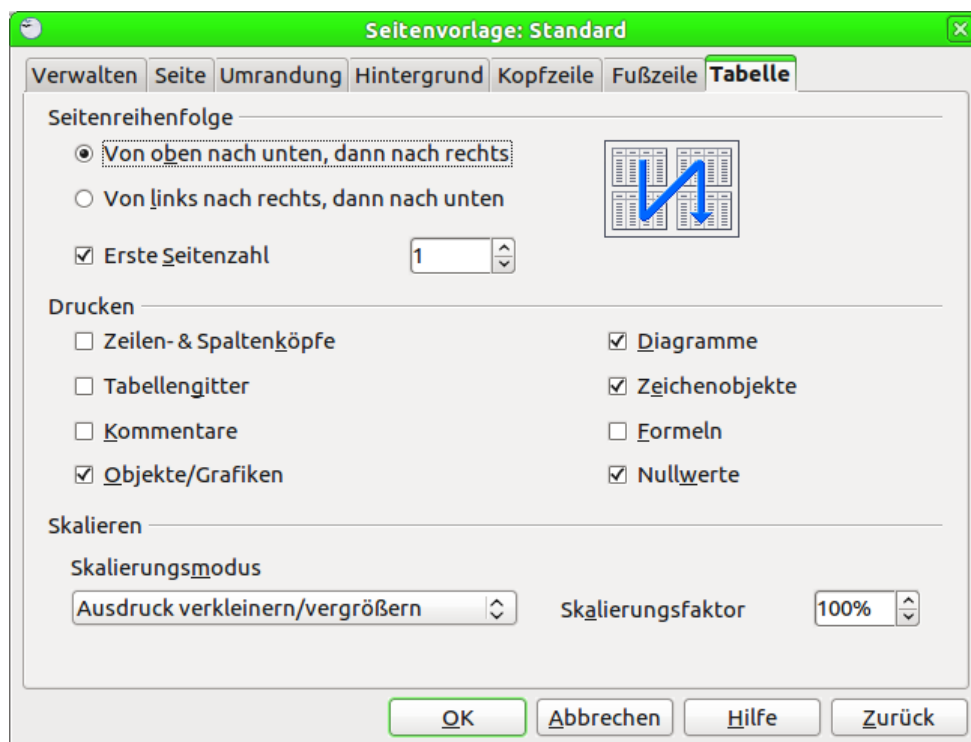 Seitenvorlage: Standard
Verwalten Seite Umrandung Hintergrund Kopfzeile Fußzeile Tabelle
Seitenreihenfolge
Von oben nach unten, dann nach rechts
Von links nach rechts, dann nach unten
Erste Seitenzahl 1
Drucken
Zeilen- & Spaltenköpfe Diagramme
Tabellengitter Zeichenobjekte
Kommentare Formeln
Objekte/Grafiken Nullwerte
Skalieren
Skalierungsmodus
Ausdruck verkleinern/vergrößern Skalierungsfaktor 100%
OK Abbrechen Hilfe Zurück